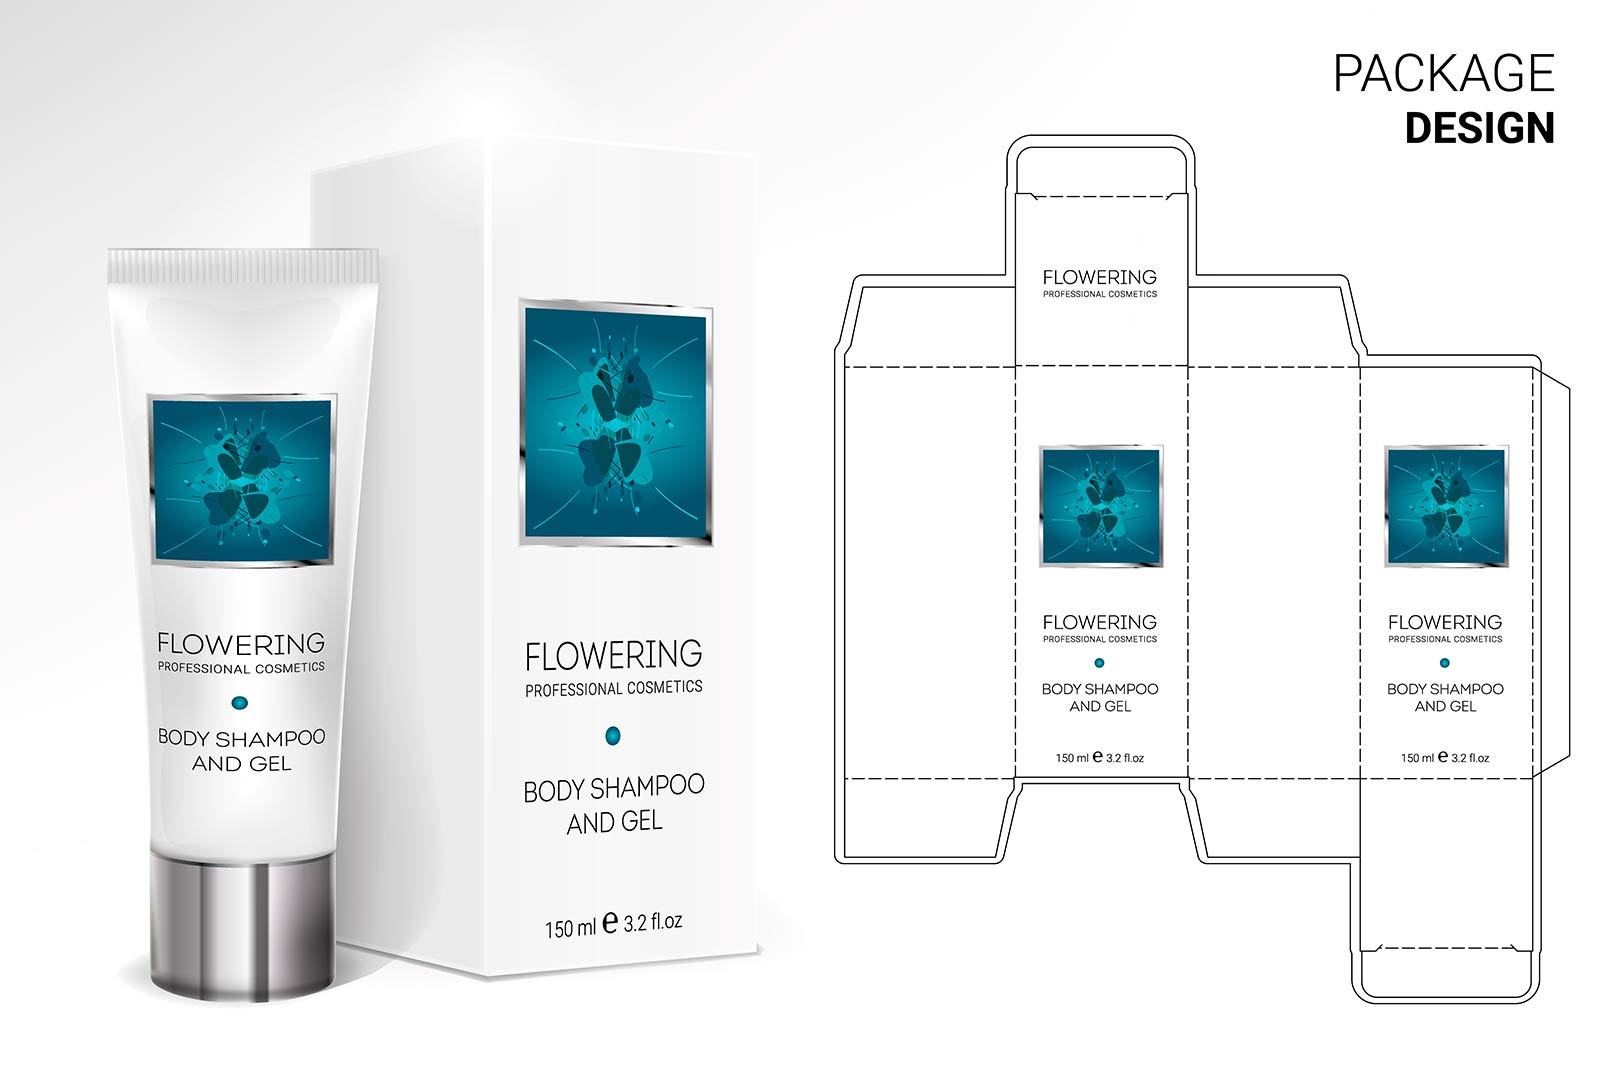 PACKAGE
DESIGN
FLOWERING
PROFESSIONAL COSMETICS
BODY SHAMPOO
AND GEL
FLOWERING
PROFESSIONAL COSMETICS
BODY SHAMPOO
AND GEL
150 ml e 3.2 fl.oz
FLOWERING
PROFESSIONAL COSMETICS
FLOWERING
PROFESSIONAL COSMETICS
BODY SHAMPOO
AND GEL
150 ml e 3.2 fl.oz
FLOWERING
PROFESSIONAL COSMETICS
BODY SHAMPOO
AND GEL
150 ml e 3.2 fl.oz